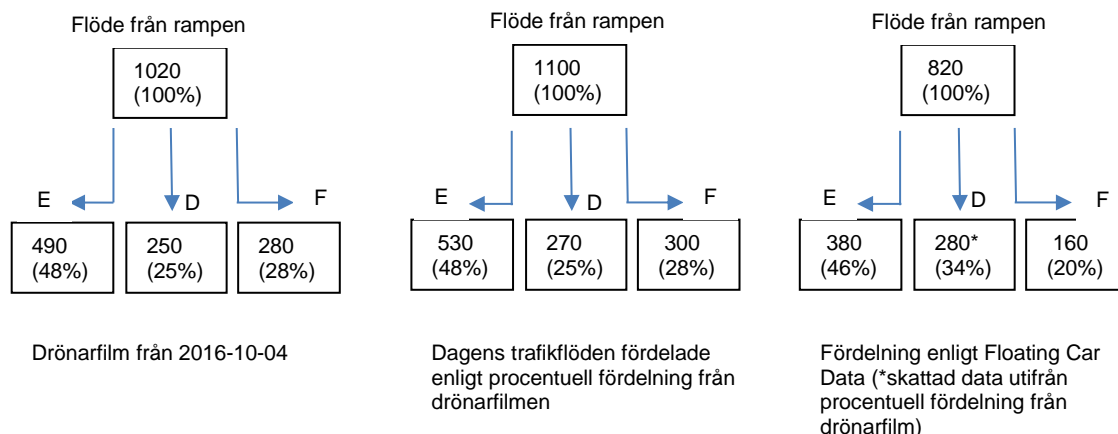 Flöde från rampen
1020
(100%)
E
D
F
490
(48%)
250
(25%)
280
(28%)
Drönarfilm från 2016-10-04
Flöde från rampen
1100
(100%)
E
D
F
530
(48%)
270
(25%)
300
(28%)
Dagens trafikflöden fördelade
enligt procentuell fördelning från
drönarfilmen
Flöde från rampen
820
(100%)
E
D
F
380
(46%)
280*
(34%)
160
(20%)
Fördelning enligt Floating Car
Data (*skattad data utifrån
procentuell fördelning från
drönarfilm)